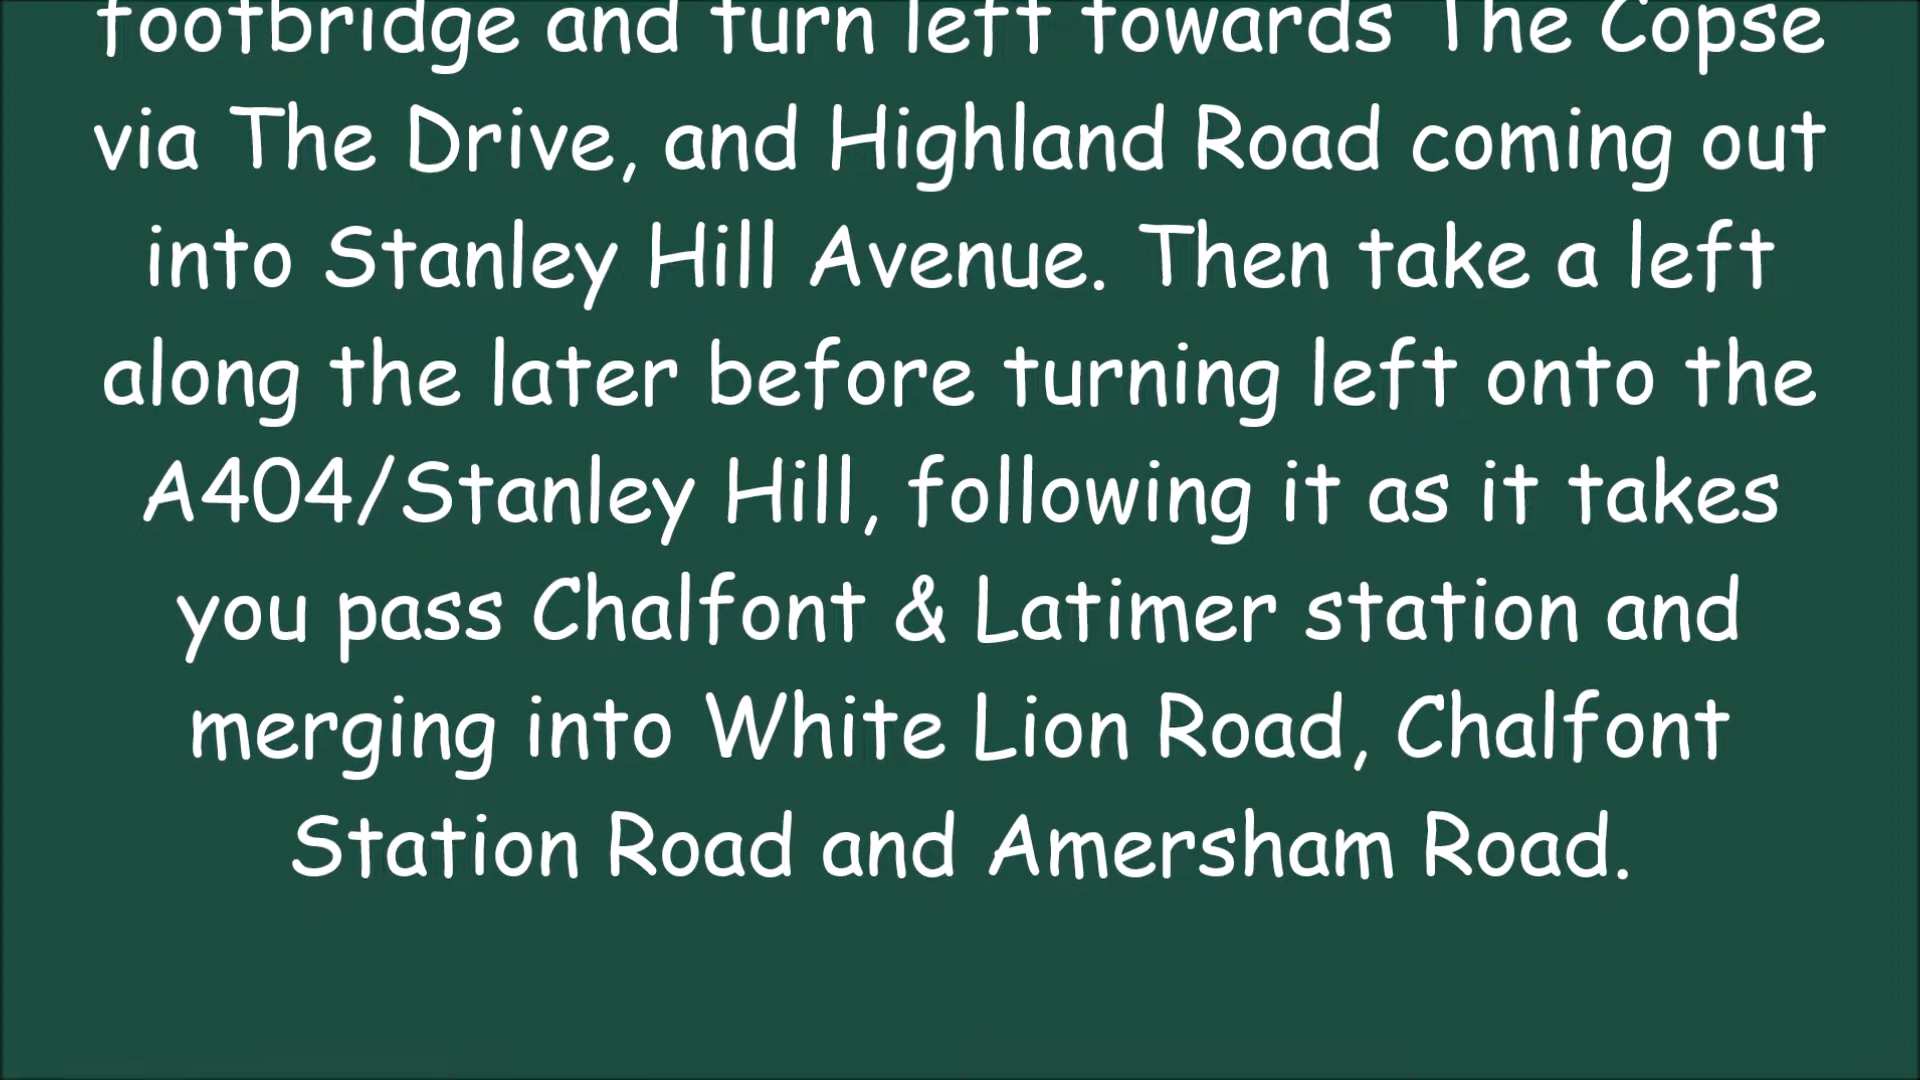 footbridge and turn left towards The Copse
via The Drive, and Highland Road coming out
into Stanley Hill Avenue. Then take a left
along the later before turning left onto the
A404/Stanley Hill, following it as it takes
you pass Chalfont & Latimer station and
merging into White Lion Road, Chalfont
Station Road and Amersham Road.